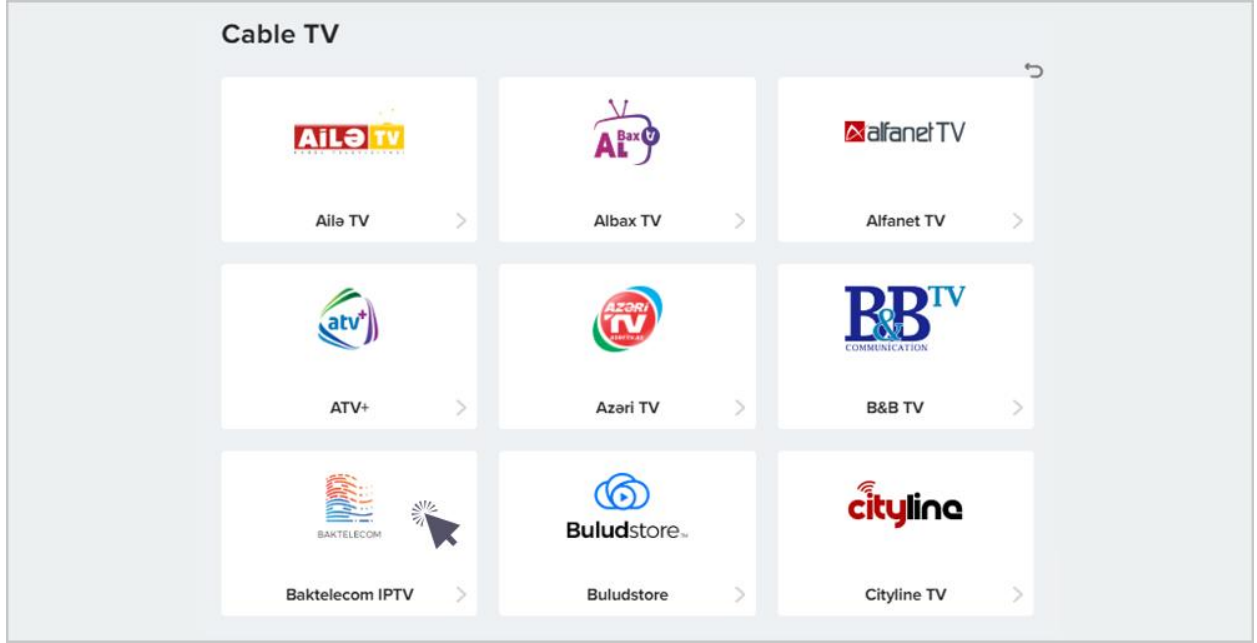 Cable TV
AiLƏ TV
Ailə TV
AL Bax tv
Albax TV
alfanet TV
Alfanet TV
atv+
ATV+
AZƏRİ
TV
Azəri TV
B&B TV
COMMUNICATION
B&B TV
BAKTELECOM
Baktelecom IPTV
Buludstore
Buludstore
cityline
Cityline TV